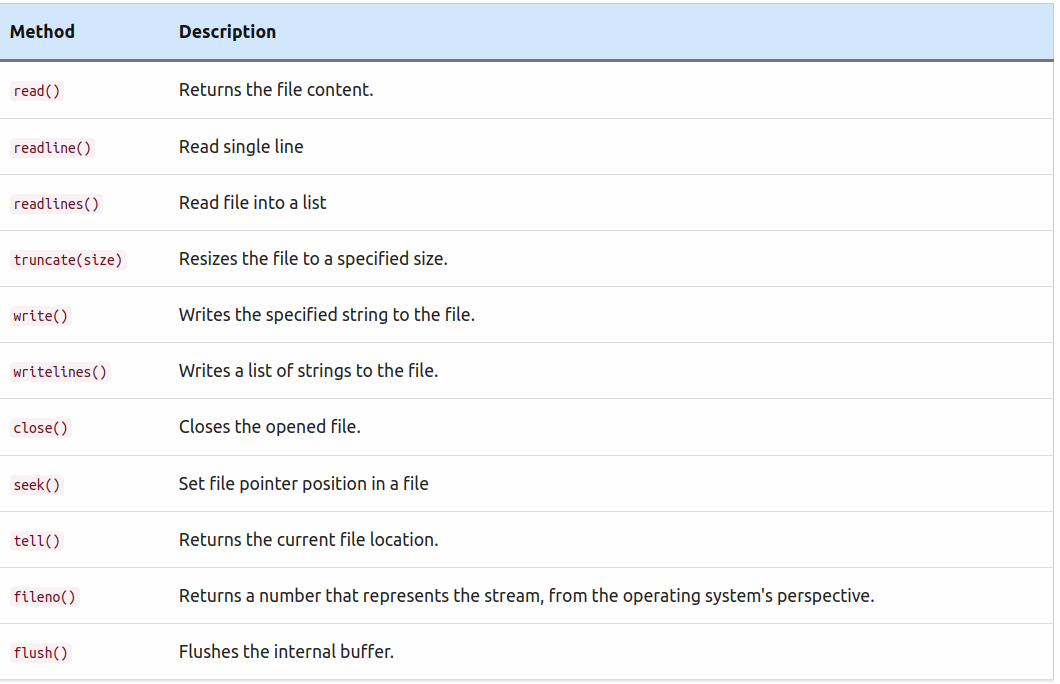 Method Description
read() Returns the file content.
readline() Read single line
readlines() Read file into a list
truncate(size) Resizes the file to a specified size.
write() Writes the specified string to the file.
writelines() Writes a list of strings to the file.
close() Closes the opened file.
seek() Set file pointer position in a file
tell() Returns the current file location.
fileno() Returns a number that represents the stream, from the operating system's perspective.
flush() Flushes the internal buffer.